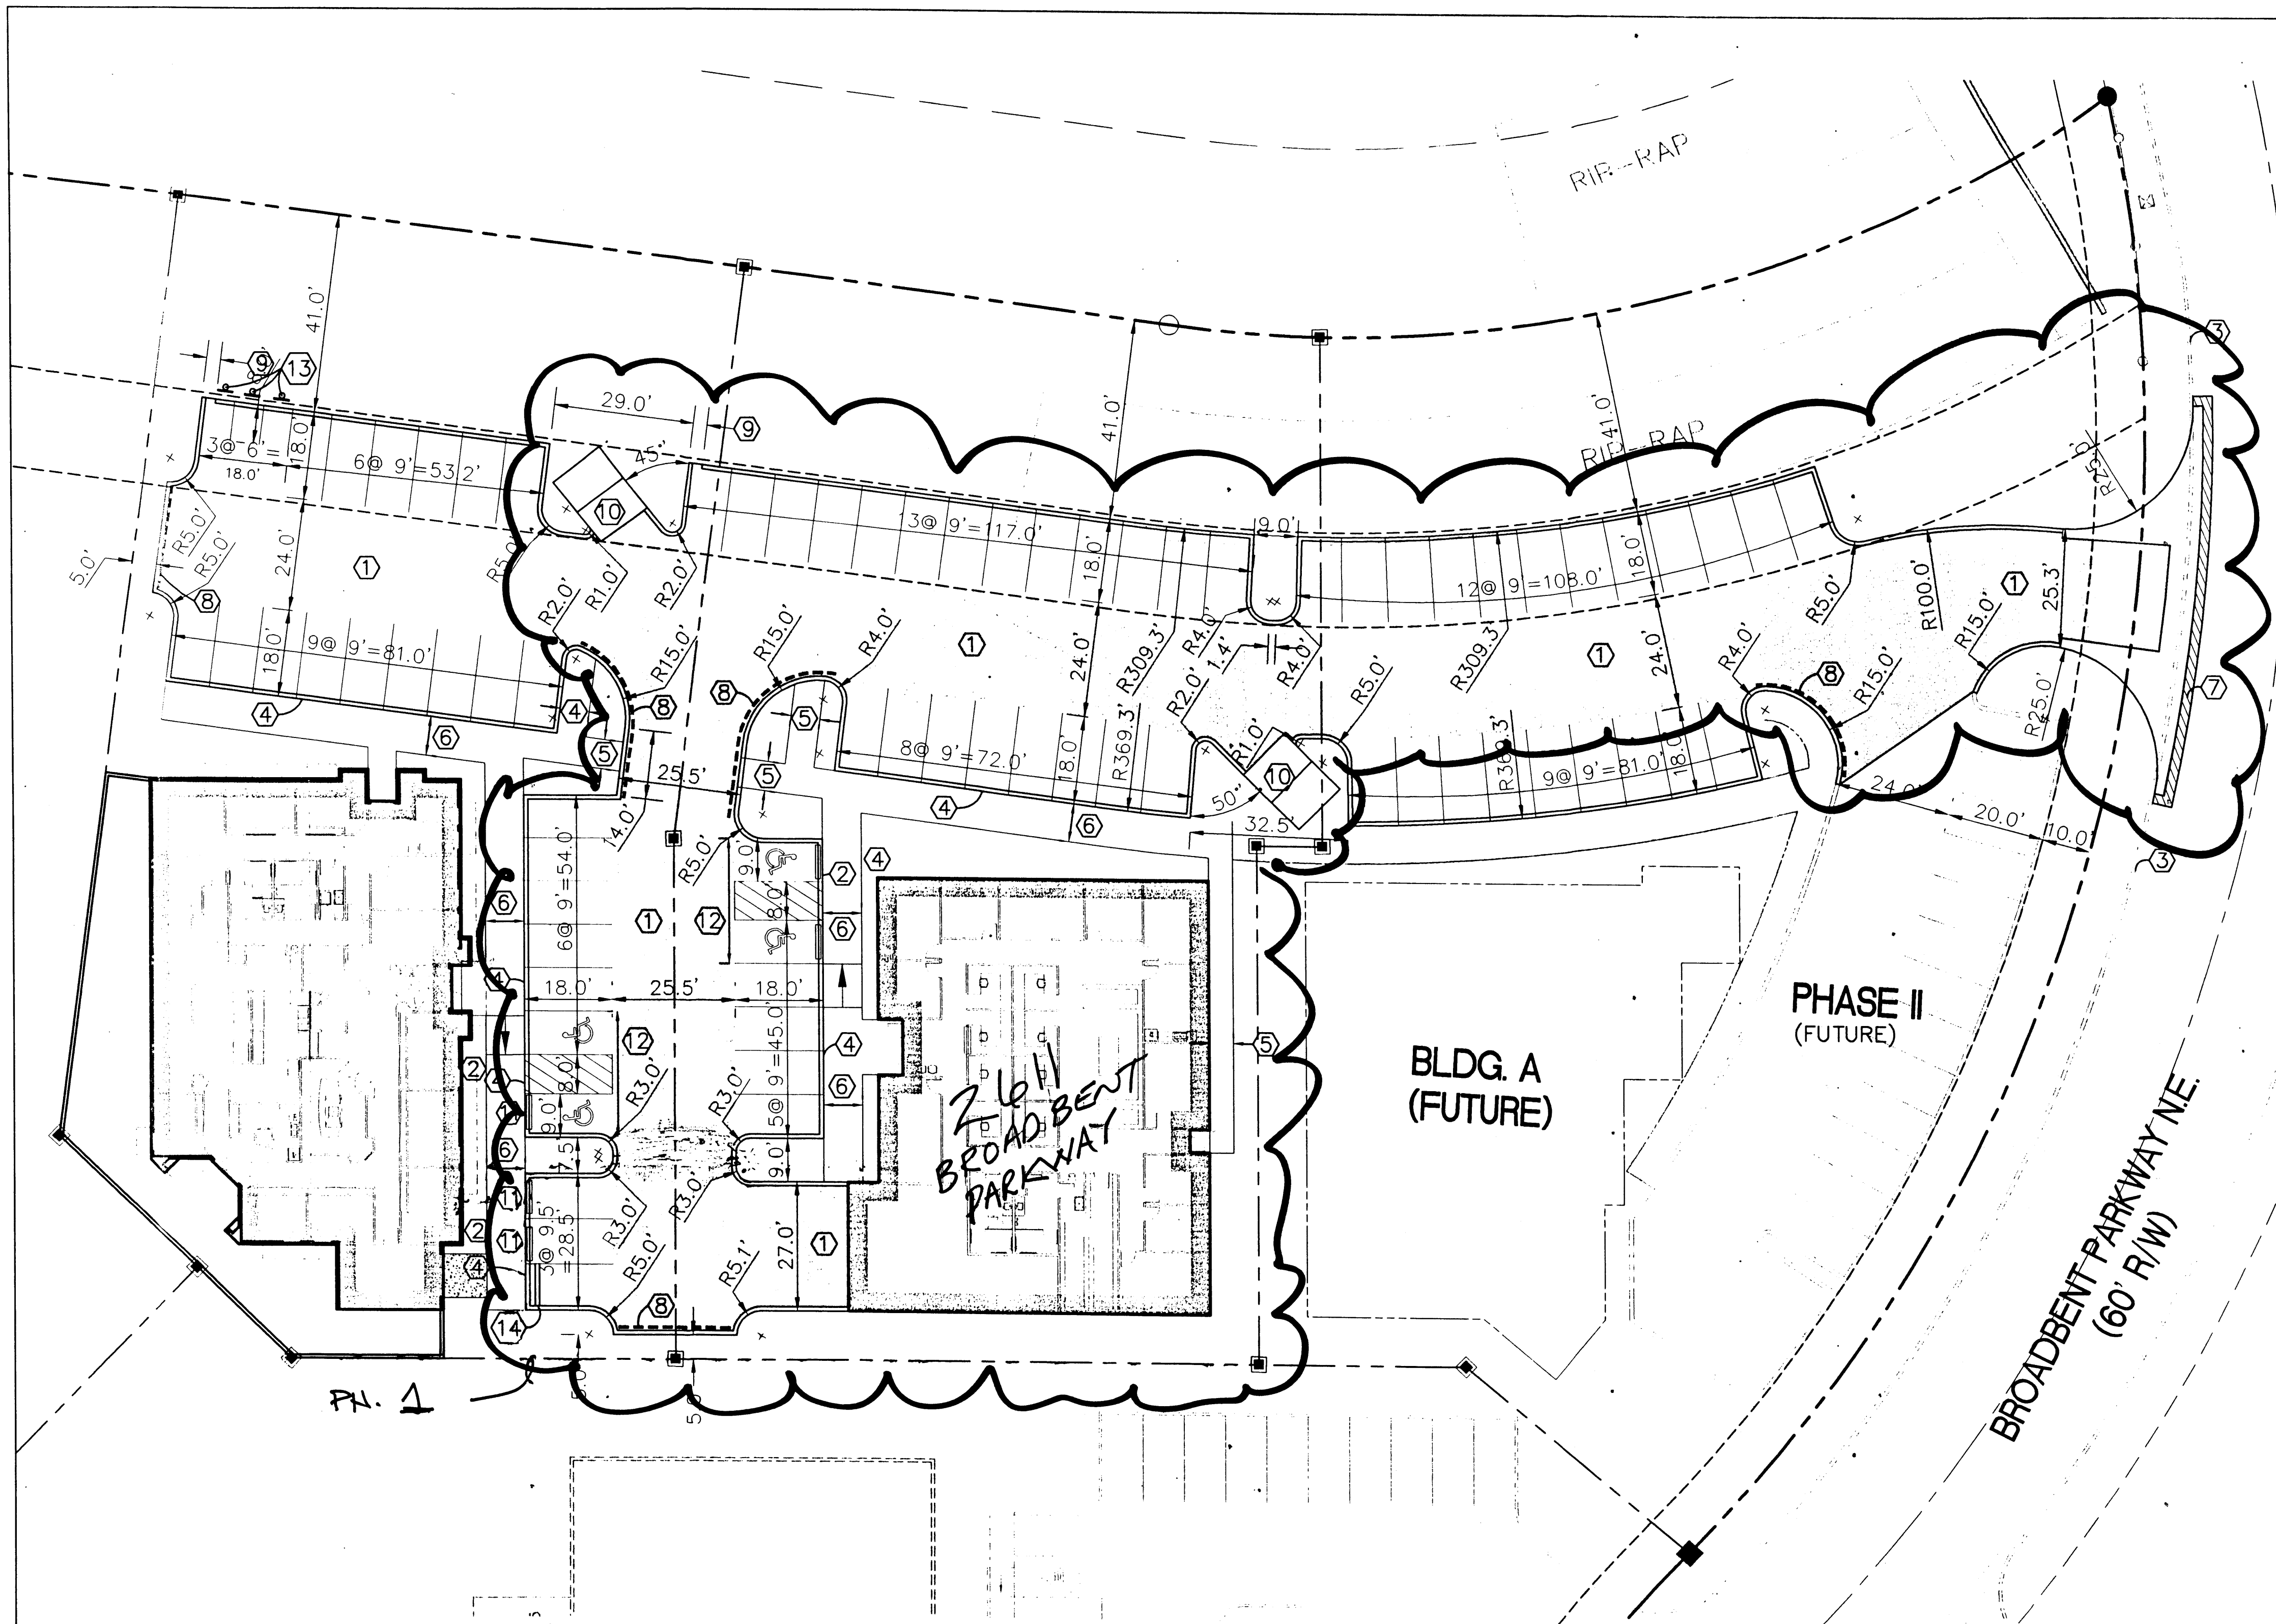 RIP-RAP
41.0'
9'
13
3
29.0'
9
45°
41.0'
41.0'
RIP-RAP
R25.0'
3@ 6'=
18.0'
18.0'
6@ 9'=53.2'
10
13@ 9'=117.0'
9.0'
18.0'
12@ 9'=108.0'
18.0'
R5.0'
R5.0'
5.0'
24.0'
1
8
R5.0'
R1.0'
R2.0'
R2.0'
R15.0'
R15.0'
R4.0'
1
24.0'
R309.3'
R4.0'
1.4'
R4.0'
R2.0'
R5.0'
R309.3'
1
24.0'
R5.0'
R100.0'
1
25.3'
R15.0'
R4.0'
8
R15.0'
R25.0'
7
9@ 9'=81.0'
18.0'
4
6
4
8
5
8
5
5
25.5'
14.0'
8@ 9'=72.0'
4
18.0'
R369.3'
R1.0'
10
50°
32.5'
6
R369.3'
9@ 9'=81.0'
18.0'
24.0'
20.0'
10.0'
3
6@ 9'=54.0'
R5.0'
9.0'
8.0'
2
4
6
1
12
6
4
18.0'
25.5'
18.0'
12
5@ 9'=45.0'
4
6
5
2
8.0'
9.0'
R3.0'
R3.0'
6
7.5'
9.0'
11
2
11
4
3@ 9.5'
=28.5'
R3.0'
R3.0'
R5.0'
R5.1'
27.0'
1
8
14
2611
BROADBENT
PARKWAY
BLDG. A
(FUTURE)
PHASE II
(FUTURE)
BROADBENT PARKWAY N.E.
(60' R/W)
PH. 1
5.0'